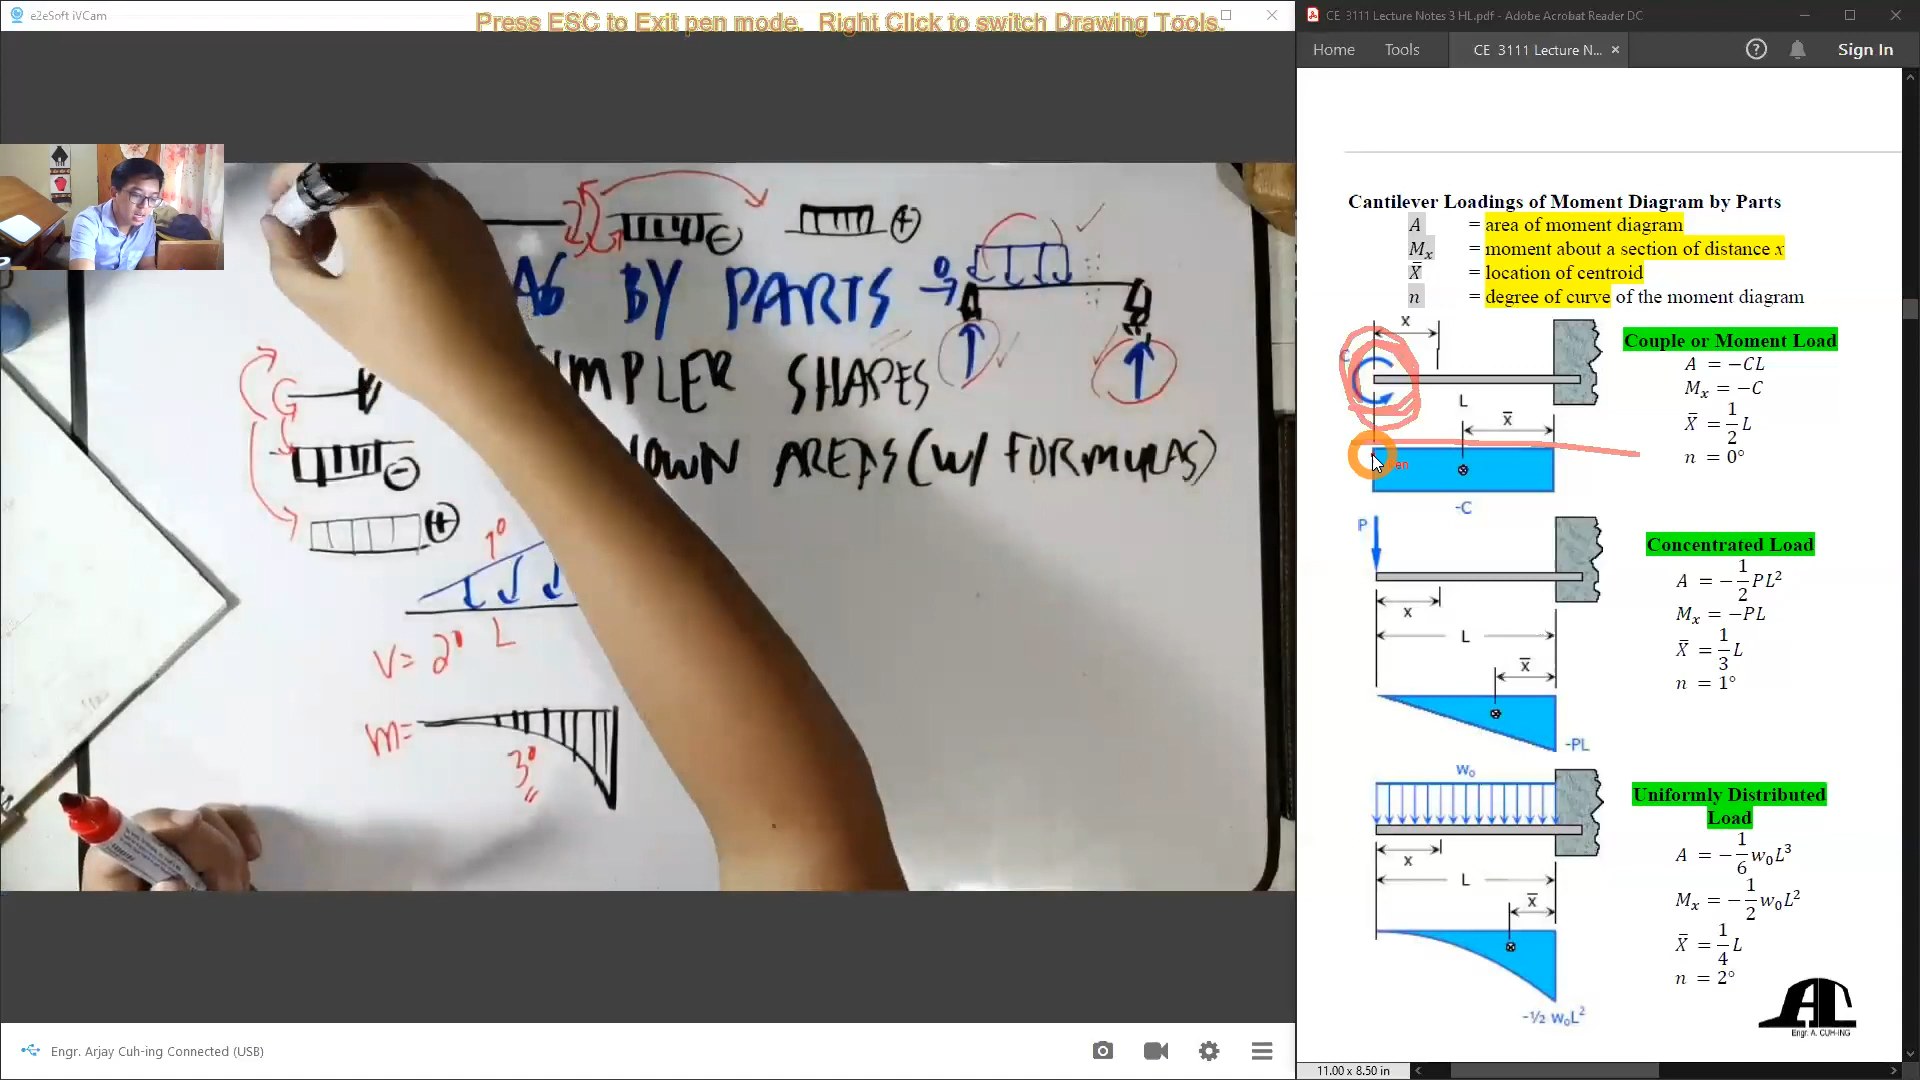 e2eSoft iVCam
Press ESC to Exit pen mode. Right Click to switch Drawing Tools.
BY PARTS
SHAPES
AREAS (W/ FORMULAS)
1°
L
V = 2°
M =
3°
Engr. Arjay Cuh-ing Connected (USB)
CE 3111 Lecture Notes 3 HL.pdf - Adobe Acrobat Reader DC
Home Tools CE 3111 Lecture N... × Sign In
Cantilever Loadings of Moment Diagram by Parts
A = area of moment diagram
Mₓ = moment about a section of distance x
X̅ = location of centroid
n = degree of curve of the moment diagram
x
C
L
x̅
-C
Couple or Moment Load
A = −CL
Mₓ = −C
X̅ = 1/2 L
n = 0°
P
x
L
x̅
-PL
Concentrated Load
A = −1/2 PL²
Mₓ = −PL
X̅ = 1/3 L
n = 1°
w₀
x
L
x̅
-½ w₀L²
Uniformly Distributed
Load
A = −1/6 w₀L³
Mₓ = −1/2 w₀L²
X̅ = 1/4 L
n = 2°
Engr. A. CUH-ING
11.00 x 8.50 in